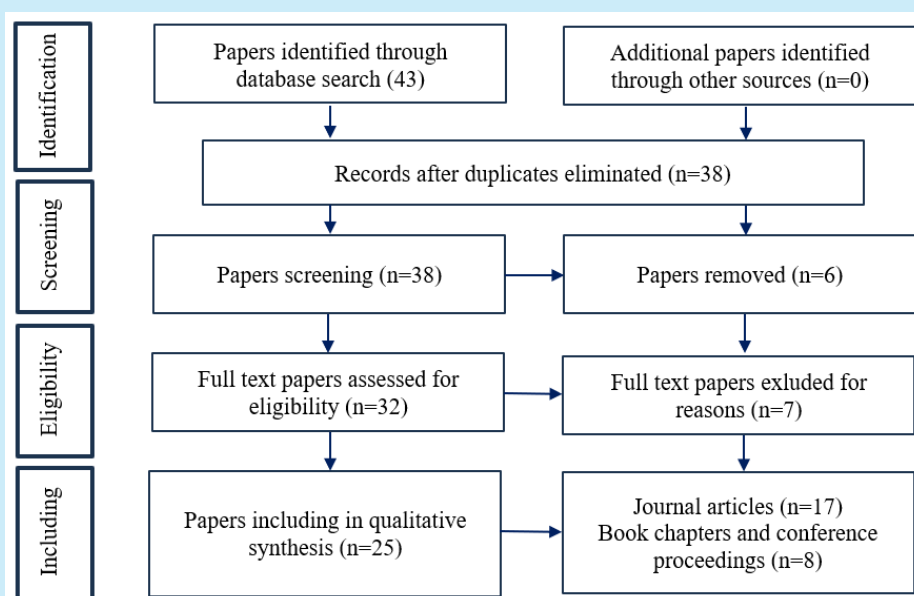 Identification
Papers identified through
database search (43)
Additional papers identified
through other sources (n=0)
Records after duplicates eliminated (n=38)
Screening
Papers screening (n=38)
Papers removed (n=6)
Eligibility
Full text papers assessed for
eligibility (n=32)
Full text papers exluded for
reasons (n=7)
Including
Papers including in qualitative
synthesis (n=25)
Journal articles (n=17)
Book chapters and conference
proceedings (n=8)